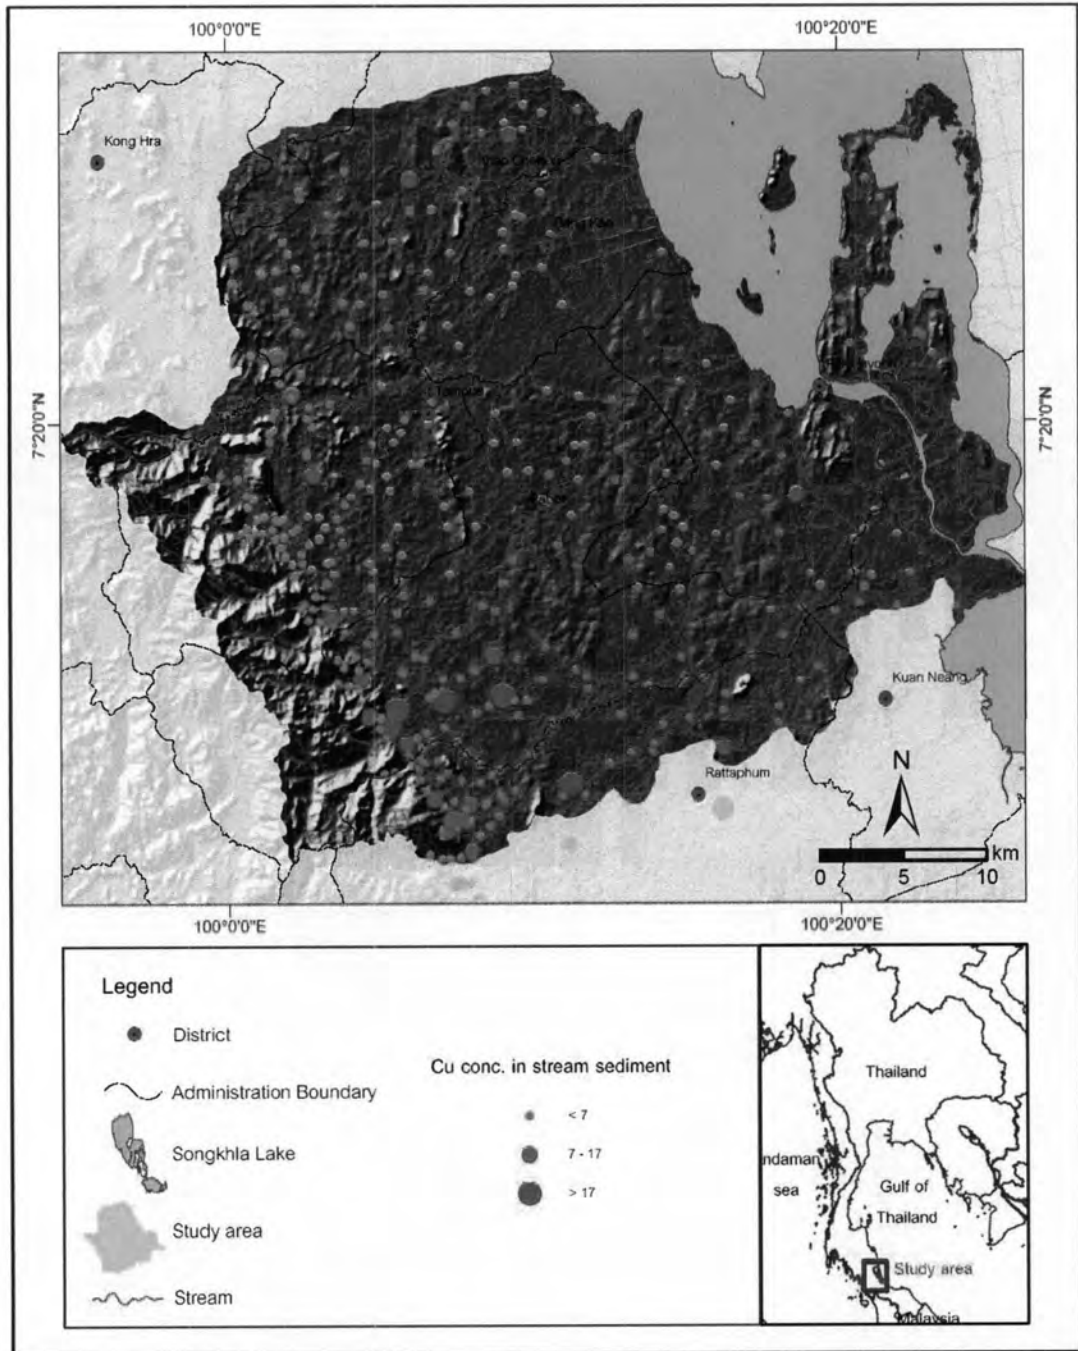 100°0'0"E
100°20'0"E
Kong Hra
7°20'0"N
7°20'0"N
Kuan Neang
Rattaphum
N
km
0 5 10
100°0'0"E
100°20'0"E
Legend
District
Administration Boundary
Songkhla Lake
Study area
Stream
Cu conc. in stream sediment
< 7
7 - 17
> 17
Thailand
ndaman
sea
Gulf of
Thailand
Study area
Malaysia